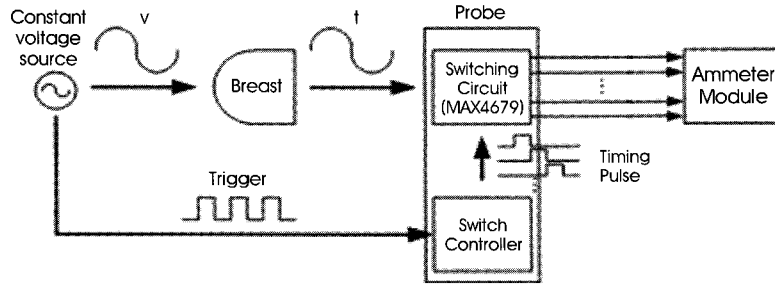 Probe
Constant
voltage
source
v
t
Breast
Switching
Circuit
(MAX4679)
Ammeter
Module
Timing
Pulse
Trigger
Switch
Controller